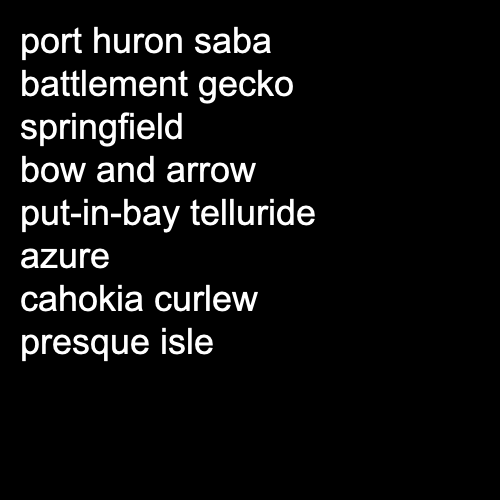 port huron saba
battlement gecko
springfield
bow and arrow
put-in-bay telluride
azure
cahokia curlew
presque isle